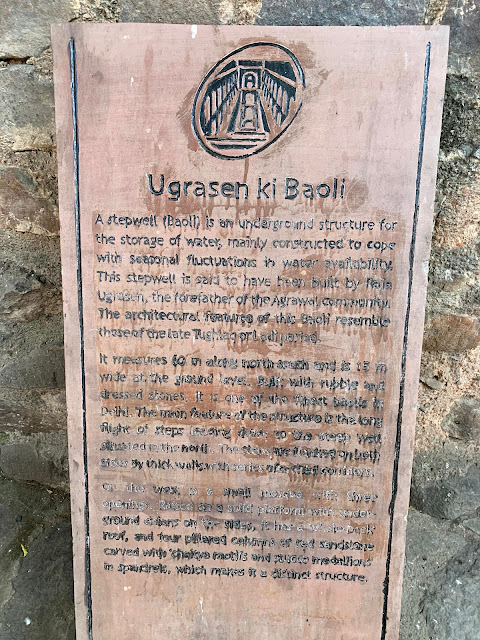 Ugrasen ki Baoli
A stepwell (Baoli) is an underground structure for
the storage of water, mainly constructed to cope
with seasonal fluctuations in water availability.
This stepwell is said to have been built by Raja
Ugrasen, the forefather of the Agrawal community.
The architectural features of this Baoli resemble
those of the late Tughlaq or Lodi period.
It measures 60 m along north-south and is 15 m
wide at the ground level. Built with rubble and
dressed stones, it is one of the finest baolis in
Delhi. The main feature of the structure is the long
flight of steps leading down to the well
situated in the north. The steps are on both
sides by thick walls with series of arched corridors.
On the west, is a small mosque with three
openings. Raised on a solid platform with under-
ground on the sides, it has a back'
roof, and four pillared columns of red sandstone
carved with chaitya motifs and stucco medallions
in spandrels, which makes it a distinct structure.